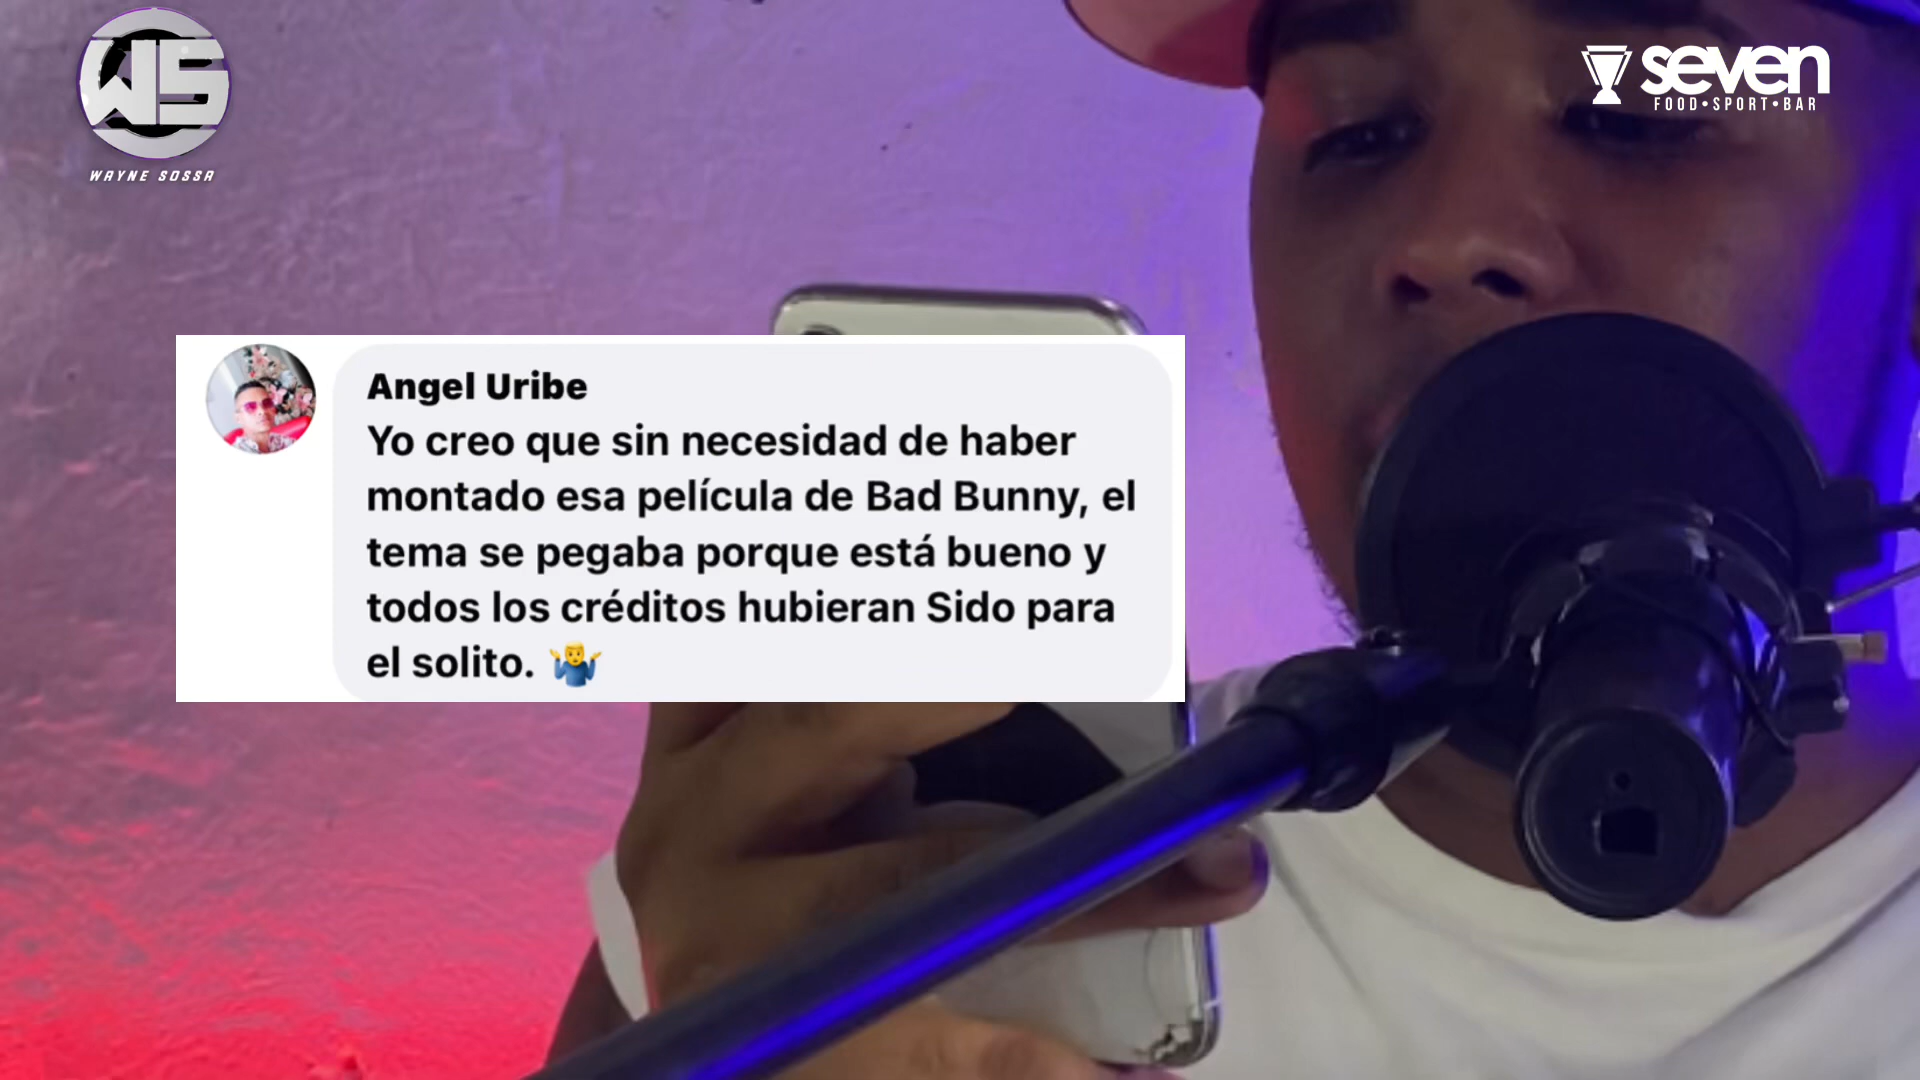 WS
WAYNE SOSSA
seven
FOOD•SPORT•BAR
Angel Uribe
Yo creo que sin necesidad de haber
montado esa película de Bad Bunny, el
tema se pegaba porque está bueno y
todos los créditos hubieran Sido para
el solito. 🤷‍♂️